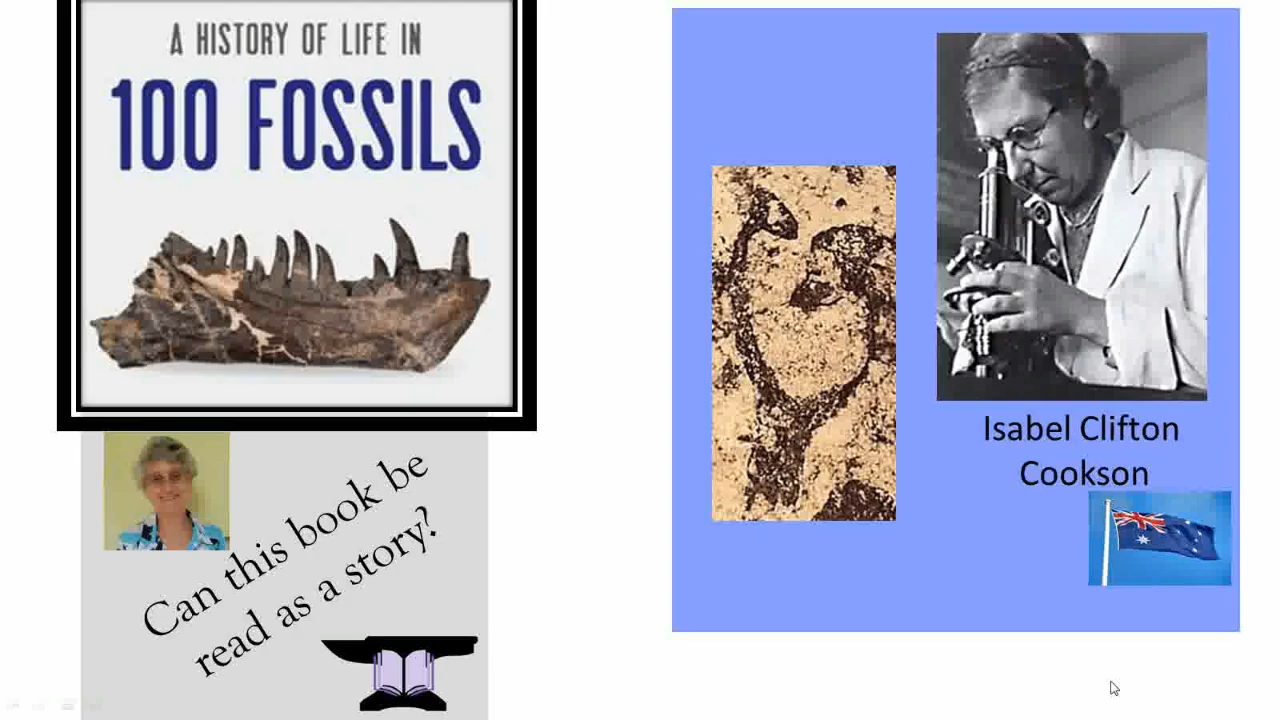 A HISTORY OF LIFE IN
100 FOSSILS
Can this book be
read as a story?
Isabel Clifton
Cookson